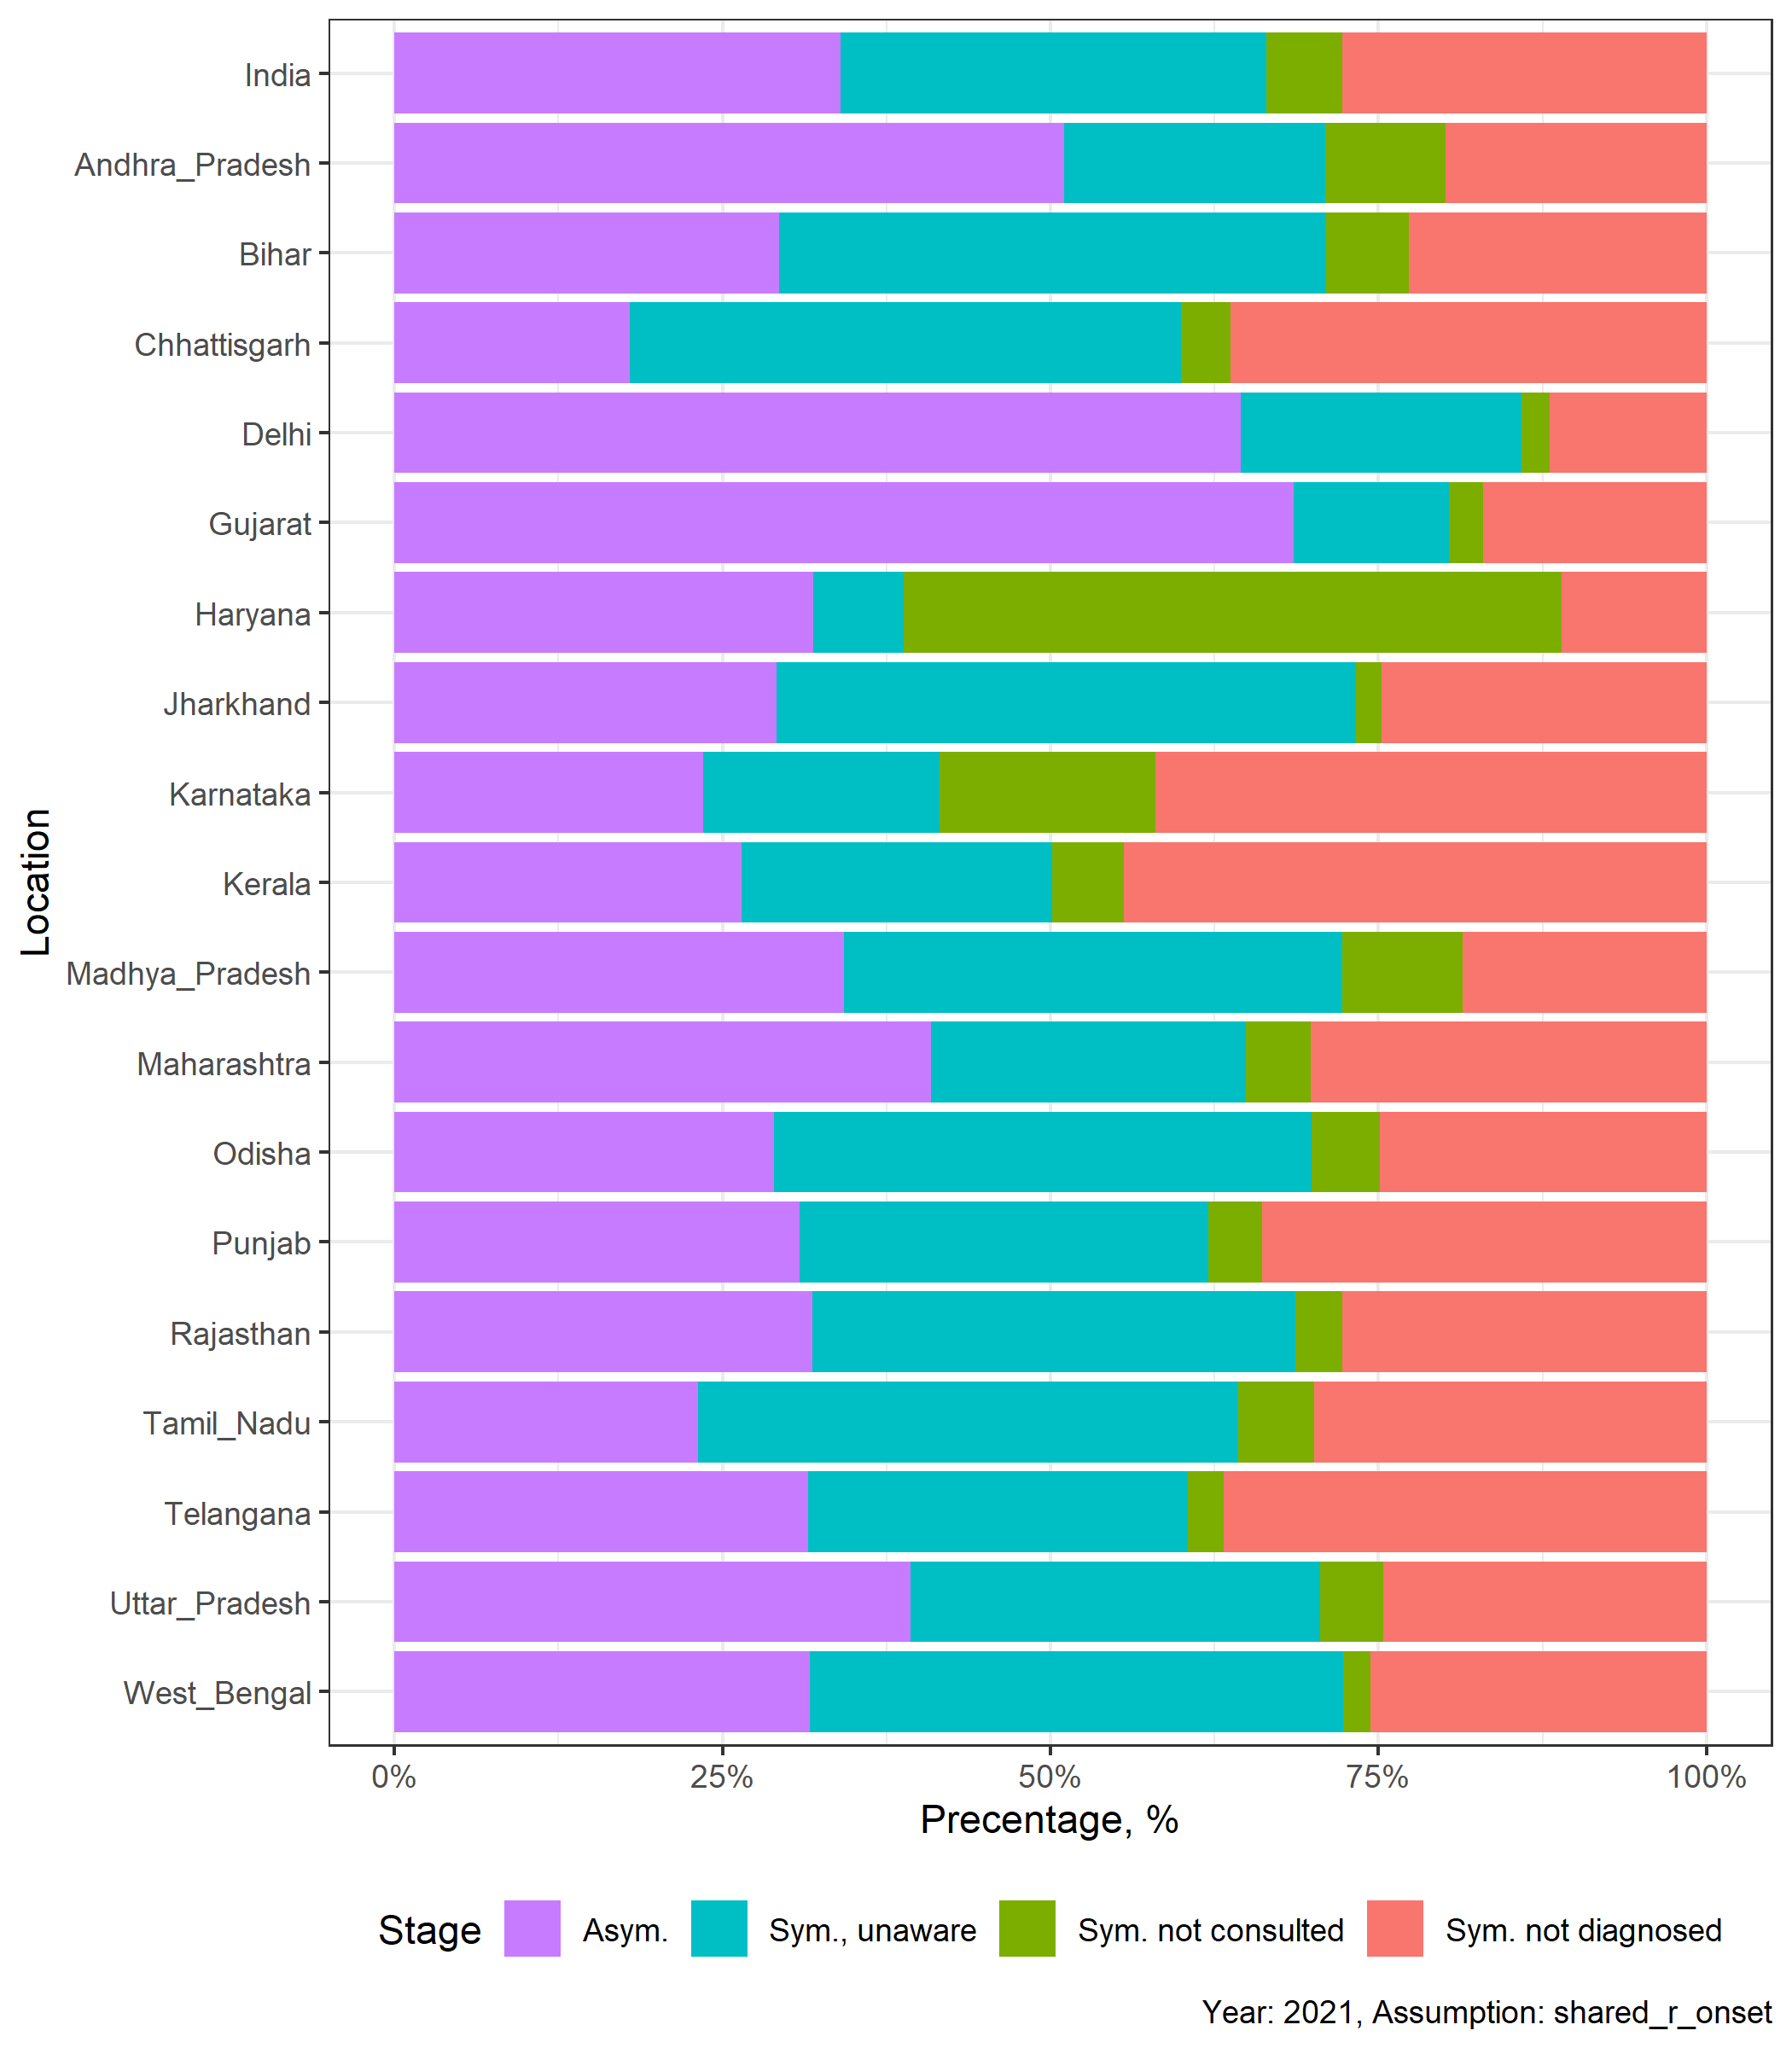 India
Andhra_Pradesh
Bihar
Chhattisgarh
Delhi
Gujarat
Haryana
Jharkhand
Karnataka
Kerala
Madhya_Pradesh
Maharashtra
Odisha
Punjab
Rajasthan
Tamil_Nadu
Telangana
Uttar_Pradesh
West_Bengal
Location
0% 25% 50% 75% 100%
Precentage, %
Stage Asym. Sym., unaware Sym. not consulted Sym. not diagnosed
Year: 2021, Assumption: shared_r_onset